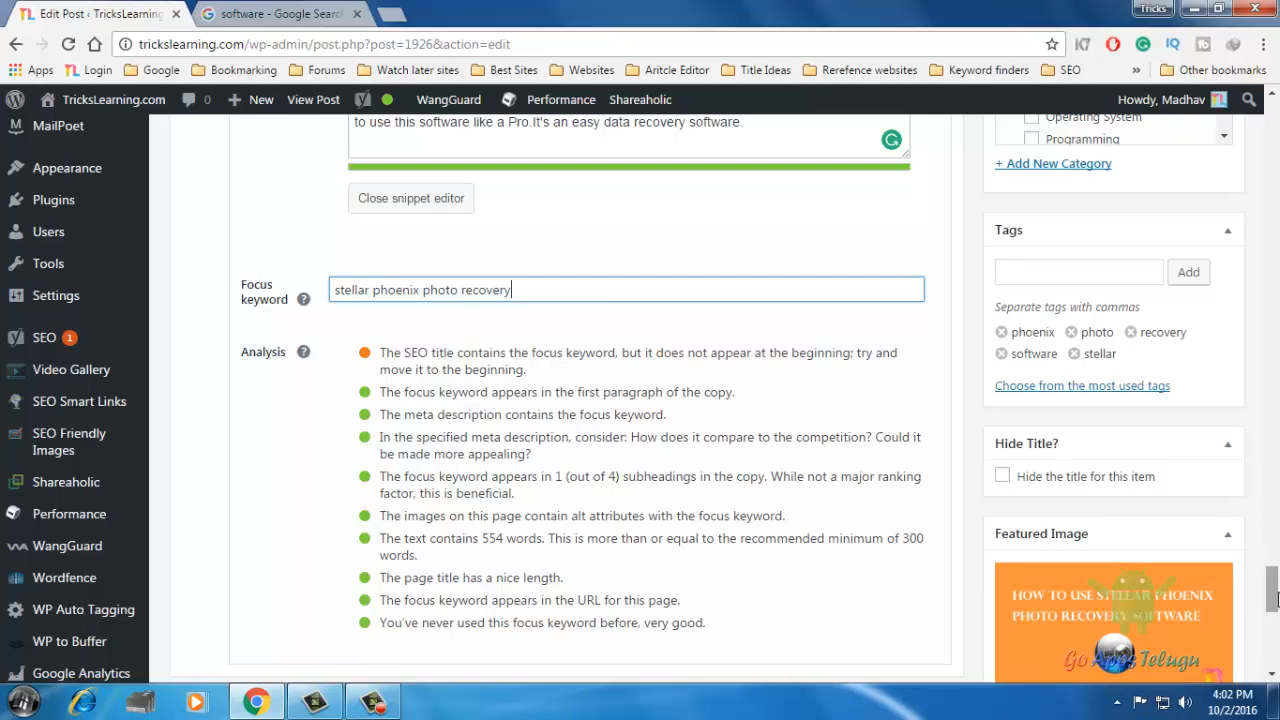 Edit Post ‹ TricksLearning.com
software - Google Search
Tricks
trickslearning.com/wp-admin/post.php?post=1926&action=edit
Apps
Login
Google
Bookmarking
Forums
Watch later sites
Best Sites
Websites
Aritcle Editor
Title Ideas
Rerefence websites
Keyword finders
SEO
»
Other bookmarks
TricksLearning.com
0
New
View Post
WangGuard
Performance
Shareaholic
Howdy, Madhav
MailPoet
Appearance
Plugins
Users
Tools
Settings
SEO 1
Video Gallery
SEO Smart Links
SEO Friendly
Images
Shareaholic
Performance
WangGuard
Wordfence
WP Auto Tagging
WP to Buffer
Google Analytics
to use this software like a Pro.It's an easy data recovery software.
Close snippet editor
Focus
keyword
stellar phoenix photo recovery
Analysis
The SEO title contains the focus keyword, but it does not appear at the beginning; try and
move it to the beginning.
The focus keyword appears in the first paragraph of the copy.
The meta description contains the focus keyword.
In the specified meta description, consider: How does it compare to the competition? Could it
be made more appealing?
The focus keyword appears in 1 (out of 4) subheadings in the copy. While not a major ranking
factor, this is beneficial.
The images on this page contain alt attributes with the focus keyword.
The text contains 554 words. This is more than or equal to the recommended minimum of 300
words.
The page title has a nice length.
The focus keyword appears in the URL for this page.
You've never used this focus keyword before, very good.
Operating System
Programming
+ Add New Category
Tags
Add
Separate tags with commas
phoenix photo recovery
software stellar
Choose from the most used tags
Hide Title?
Hide the title for this item
Featured Image
HOW TO USE STELLAR PHOENIX
PHOTO RECOVERY SOFTWARE
Go Apps Telugu
4:02 PM
10/2/2016